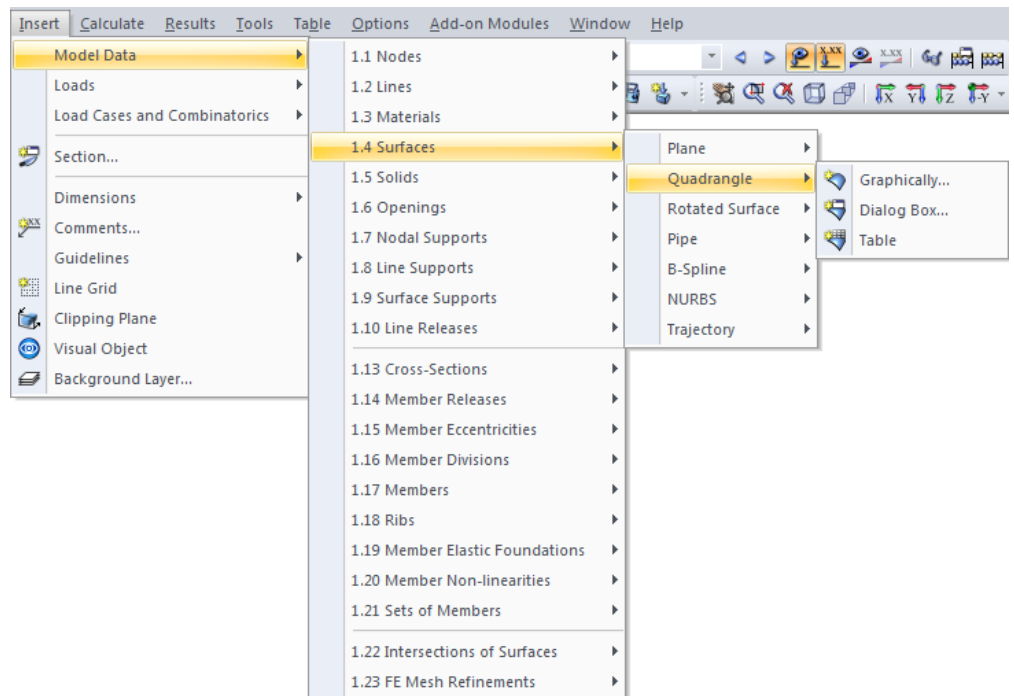 Insert Calculate Results Tools Table Options Add-on Modules Window Help
Model Data
Loads
Load Cases and Combinatorics
Section...
Dimensions
Comments...
Guidelines
Line Grid
Clipping Plane
Visual Object
Background Layer...
1.1 Nodes
1.2 Lines
1.3 Materials
1.4 Surfaces
1.5 Solids
1.6 Openings
1.7 Nodal Supports
1.8 Line Supports
1.9 Surface Supports
1.10 Line Releases
1.13 Cross-Sections
1.14 Member Releases
1.15 Member Eccentricities
1.16 Member Divisions
1.17 Members
1.18 Ribs
1.19 Member Elastic Foundations
1.20 Member Non-linearities
1.21 Sets of Members
1.22 Intersections of Surfaces
1.23 FE Mesh Refinements
Plane
Quadrangle
Rotated Surface
Pipe
B-Spline
NURBS
Trajectory
Graphically...
Dialog Box...
Table
X.XX X.XX
X Y Z -Y